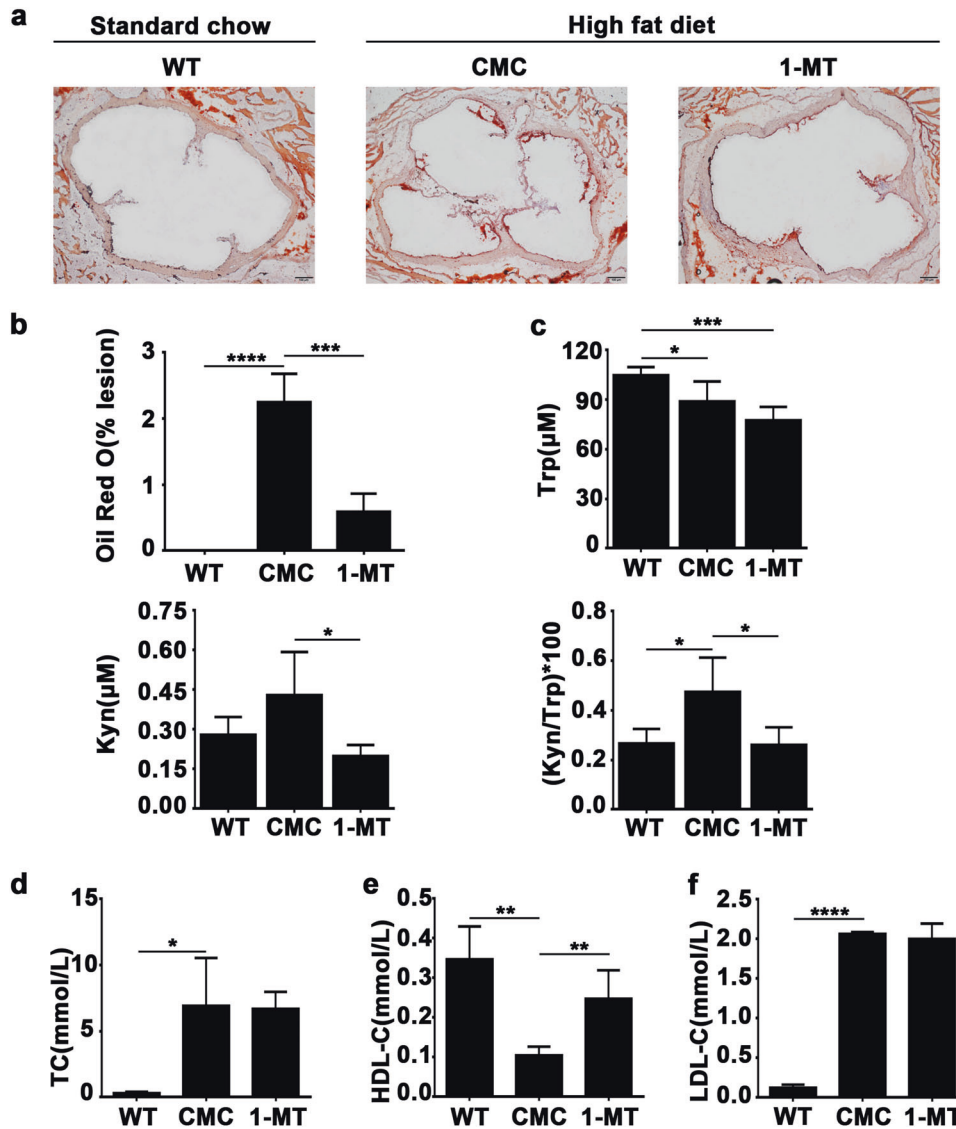 a
Standard chow
High fat diet
WT
CMC
1-MT
b
Oil Red O(% lesion)
3
2
1
0
****
***
WT
CMC
1-MT
c
Trp(µM)
120
90
60
30
0
***
*
WT
CMC
1-MT
Kyn(µM)
0.75
0.60
0.45
0.30
0.15
0.00
*
WT
CMC
1-MT
(Kyn/Trp)*100
0.8
0.6
0.4
0.2
0.0
*
*
WT
CMC
1-MT
d
TC(mmol/L)
15
10
5
0
*
WT
CMC
1-MT
e
HDL-C(mmol/L)
0.5
0.4
0.3
0.2
0.1
0.0
**
**
WT
CMC
1-MT
f
LDL-C(mmol/L)
2.5
2.0
1.5
1.0
0.5
0.0
****
WT
CMC
1-MT